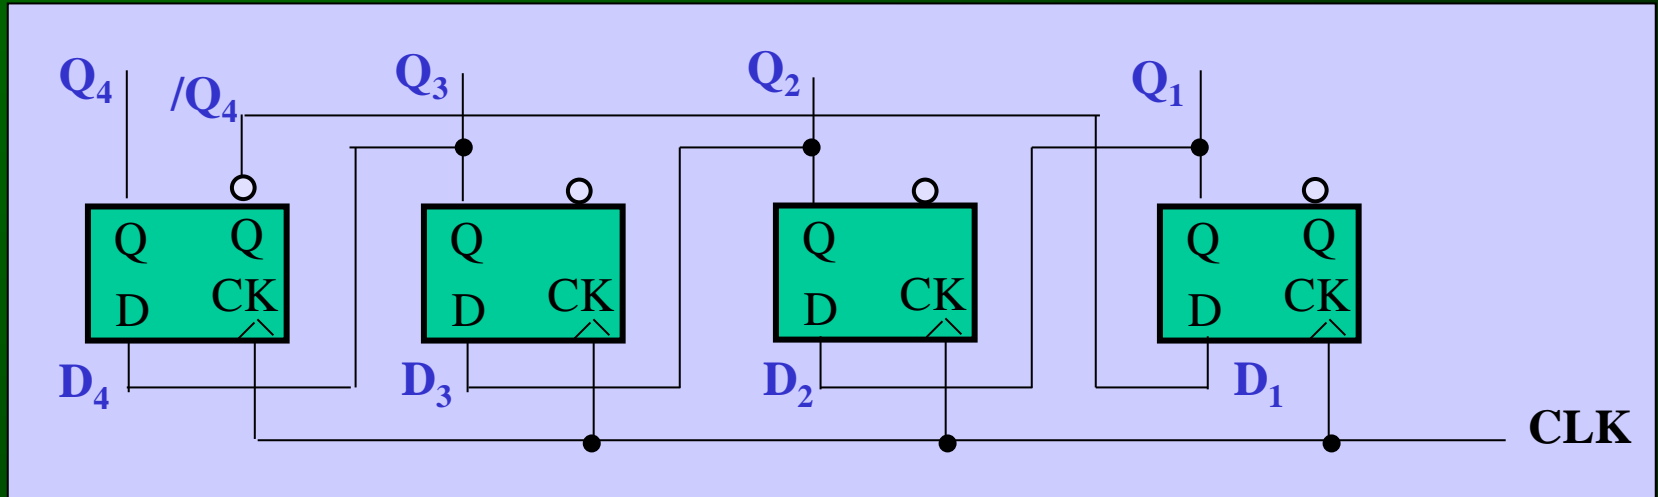 Q4 /Q4 Q3 Q2 Q1
Q Q Q Q Q Q
D CK D CK D CK D CK
D4 D3 D2 D1
CLK